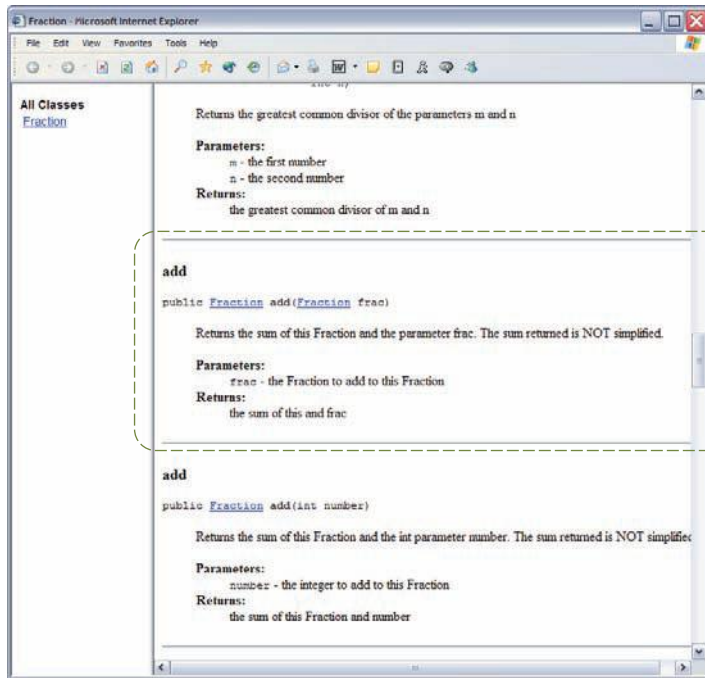 Fraction - Microsoft Internet Explorer
File Edit View Favorites Tools Help
All Classes
Fraction
Returns the greatest common divisor of the parameters m and n
Parameters:
m - the first number
n - the second number
Returns:
the greatest common divisor of m and n
add
public Fraction add(Fraction frac)
Returns the sum of this Fraction and the parameter frac. The sum returned is NOT simplified.
Parameters:
frac - the Fraction to add to this Fraction
Returns:
the sum of this and frac
add
public Fraction add(int number)
Returns the sum of this Fraction and the int parameter number. The sum returned is NOT
Parameters:
number - the integer to add to this Fraction
Returns:
the sum of this Fraction and number